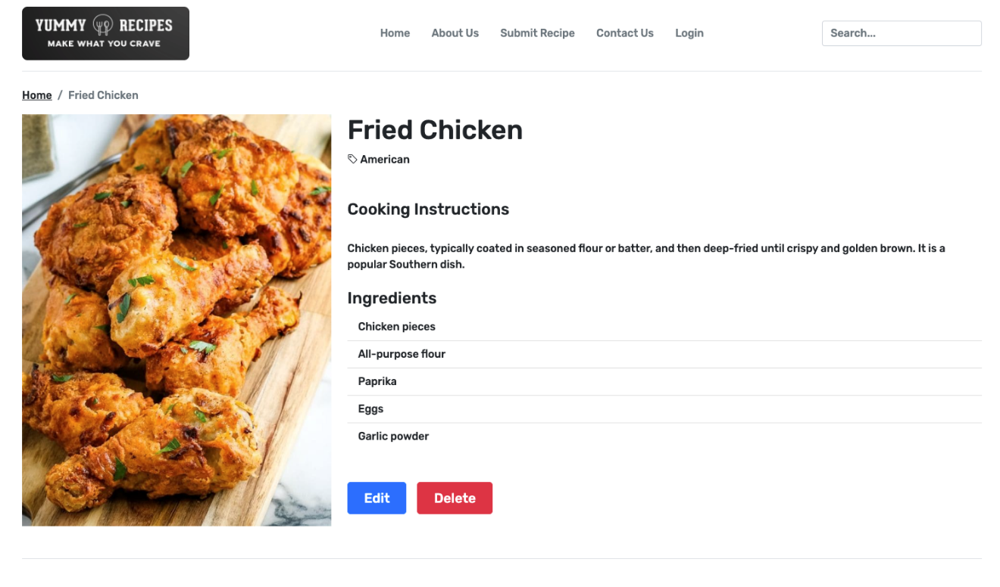 YUMMY RECIPES
MAKE WHAT YOU CRAVE
Home About Us Submit Recipe Contact Us Login
Search...
Home / Fried Chicken
Fried Chicken
American
Cooking Instructions
Chicken pieces, typically coated in seasoned flour or batter, and then deep-fried until crispy and golden brown. It is a
popular Southern dish.
Ingredients
Chicken pieces
All-purpose flour
Paprika
Eggs
Garlic powder
Edit Delete